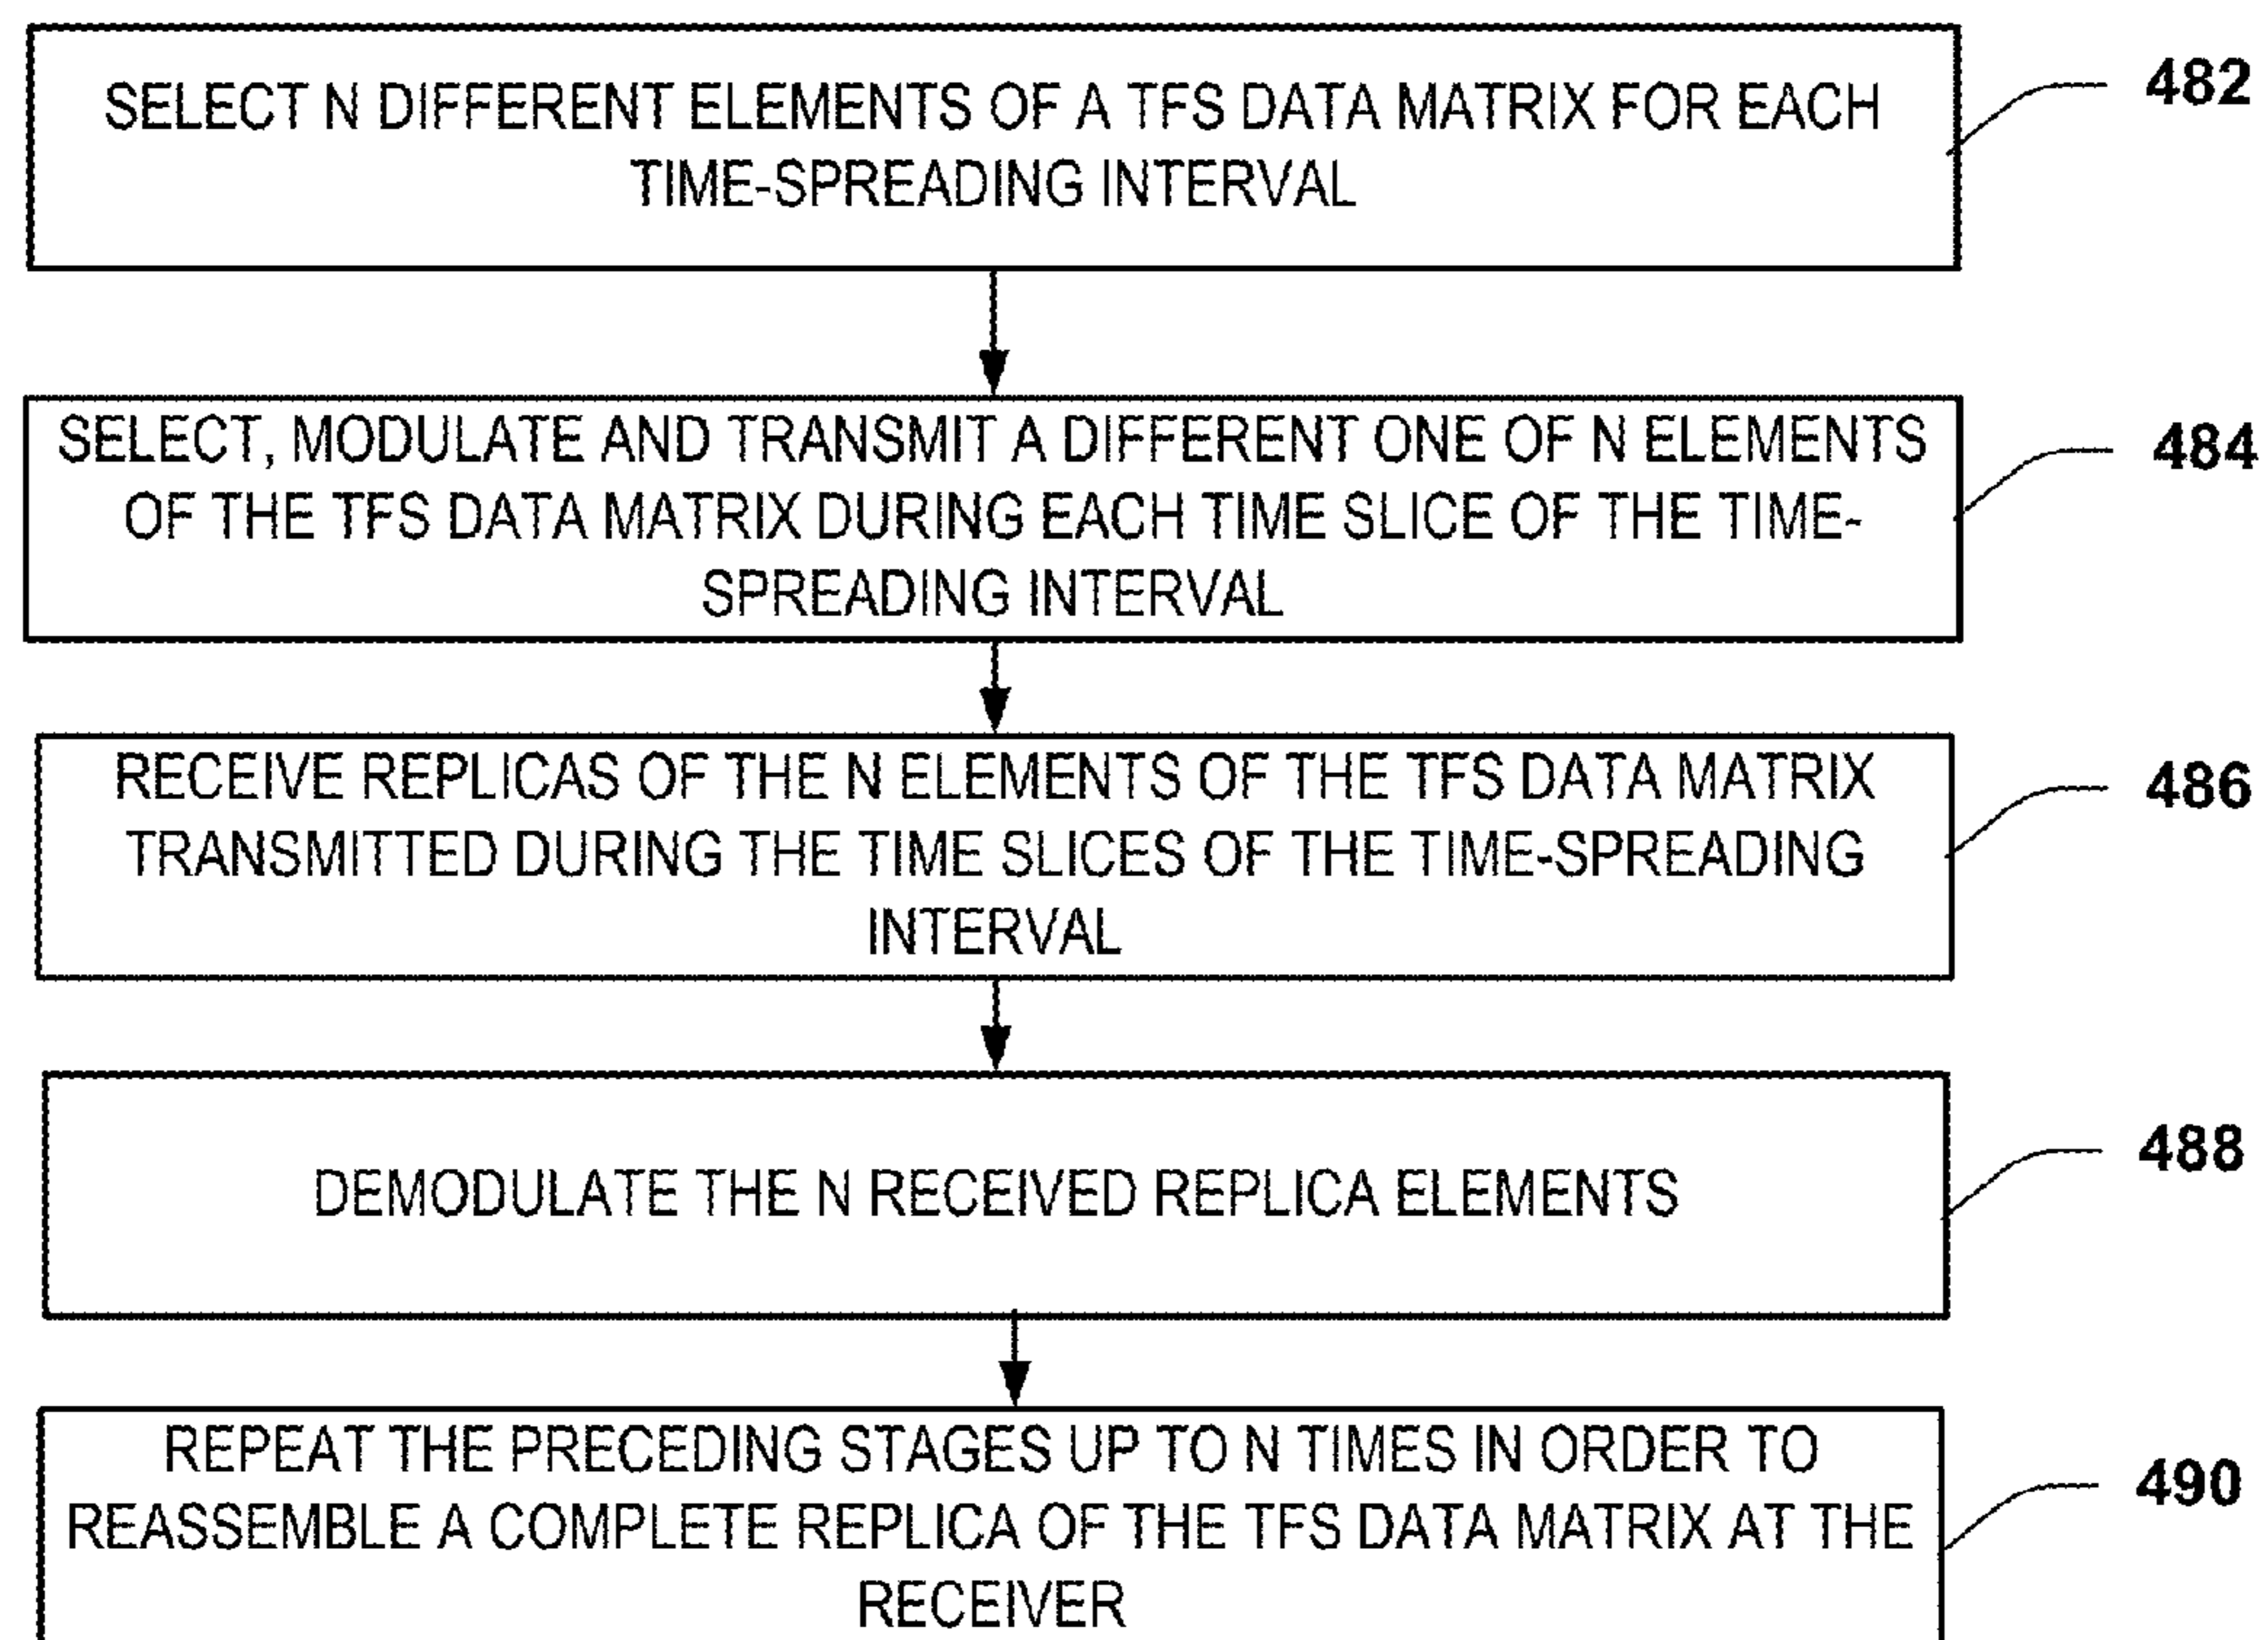 SELECT N DIFFERENT ELEMENTS OF A TFS DATA MATRIX FOR EACH
TIME-SPREADING INTERVAL
482
SELECT, MODULATE AND TRANSMIT A DIFFERENT ONE OF N ELEMENTS
OF THE TFS DATA MATRIX DURING EACH TIME SLICE OF THE TIME-
SPREADING INTERVAL
484
RECEIVE REPLICAS OF THE N ELEMENTS OF THE TFS DATA MATRIX
TRANSMITTED DURING THE TIME SLICES OF THE TIME-SPREADING
INTERVAL
486
DEMODULATE THE N RECEIVED REPLICA ELEMENTS
488
REPEAT THE PRECEDING STAGES UP TO N TIMES IN ORDER TO
REASSEMBLE A COMPLETE REPLICA OF THE TFS DATA MATRIX AT THE
RECEIVER
490